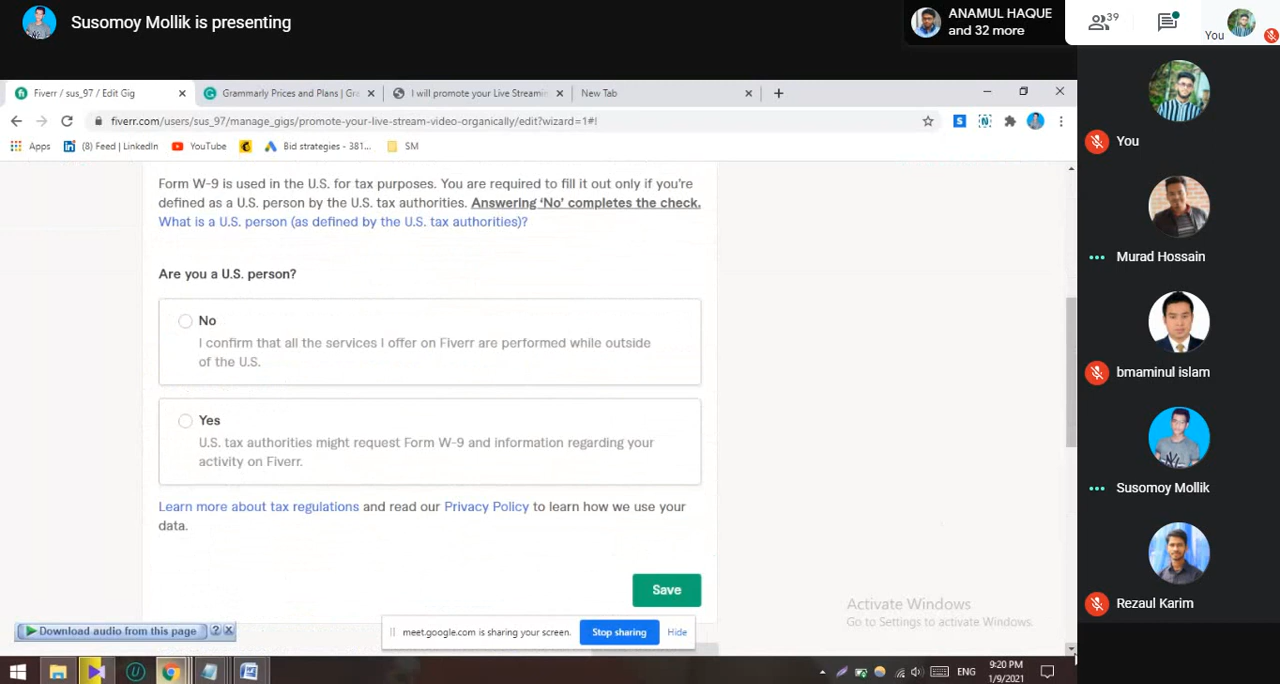 Susomoy Mollik is presenting
ANAMUL HAQUE
and 32 more
39
You
Fiverr / sus_97 / Edit Gig
Grammarly Prices and Plans | Gra
I will promote your Live Streamin
New Tab
fiverr.com/users/sus_97/manage_gigs/promote-your-live-stream-video-organically/edit?wizard=1#!
Apps
(8) Feed | LinkedIn
YouTube
Bid strategies - 381...
SM
Form W-9 is used in the U.S. for tax purposes. You are required to fill it out only if you're
defined as a U.S. person by the U.S. tax authorities. Answering 'No' completes the check.
What is a U.S. person (as defined by the U.S. tax authorities)?
Are you a U.S. person?
No
I confirm that all the services I offer on Fiverr are performed while outside
of the U.S.
Yes
U.S. tax authorities might request Form W-9 and information regarding your
activity on Fiverr.
Learn more about tax regulations and read our Privacy Policy to learn how we use your
data.
Save
Activate Windows
Go to Settings to activate Windows.
Download audio from this page
meet.google.com is sharing your screen.
Stop sharing
Hide
ENG
9:20 PM
1/9/2021
You
Murad Hossain
bmaminul islam
Susomoy Mollik
Rezaul Karim